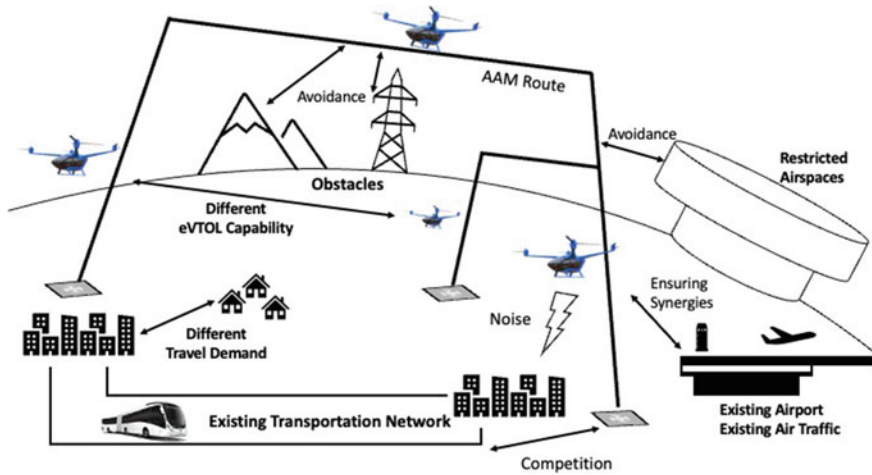 AAM Route
Avoidance
Avoidance
Restricted
Airspaces
Obstacles
Different
eVTOL Capability
Ensuring
Synergies
Noise
Different
Travel Demand
Existing Transportation Network
Existing Airport
Existing Air Traffic
Competition